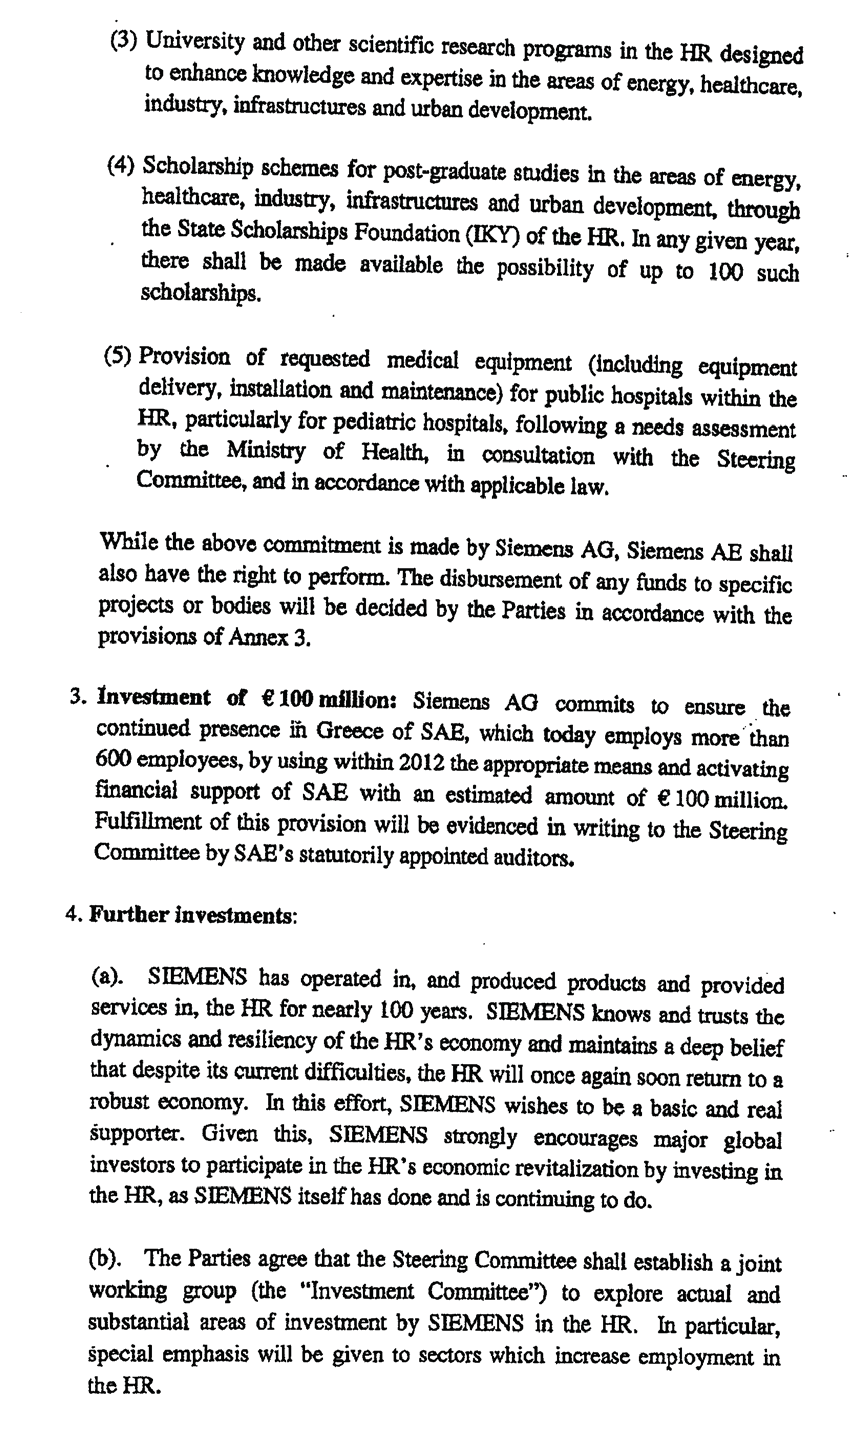 (3) University and other scientific research programs in the HR designed
to enhance knowledge and expertise in the areas of energy, healthcare,
industry, infrastructures and urban development.
(4) Scholarship schemes for post-graduate studies in the areas of energy,
healthcare, industry, infrastructures and urban development, through
the State Scholarships Foundation (IKY) of the HR. In any given year,
there shall be made available the possibility of up to 100 such
scholarships.
(5) Provision of requested medical equipment (including equipment
delivery, installation and maintenance) for public hospitals within the
HR, particularly for pediatric hospitals, following a needs assessment
by the Ministry of Health, in consultation with the Steering
Committee, and in accordance with applicable law.
While the above commitment is made by Siemens AG, Siemens AE shall
also have the right to perform. The disbursement of any funds to specific
projects or bodies will be decided by the Parties in accordance with the
provisions of Annex 3.
3. Investment of € 100 million: Siemens AG commits to ensure the
continued presence in Greece of SAE, which today employs more than
600 employees, by using within 2012 the appropriate means and activating
financial support of SAE with an estimated amount of € 100 million.
Fulfillment of this provision will be evidenced in writing to the Steering
Committee by SAE's statutorily appointed auditors.
4. Further investments:
(a). SIEMENS has operated in, and produced products and provided
services in, the HR for nearly 100 years. SIEMENS knows and trusts the
dynamics and resiliency of the HR's economy and maintains a deep belief
that despite its current difficulties, the HR will once again soon return to a
robust economy. In this effort, SIEMENS wishes to be a basic and real
supporter. Given this, SIEMENS strongly encourages major global
investors to participate in the HR's economic revitalization by investing in
the HR, as SIEMENS itself has done and is continuing to do.
(b). The Parties agree that the Steering Committee shall establish a joint
working group (the "Investment Committee") to explore actual and
substantial areas of investment by SIEMENS in the HR. In particular,
special emphasis will be given to sectors which increase employment in
the HR.